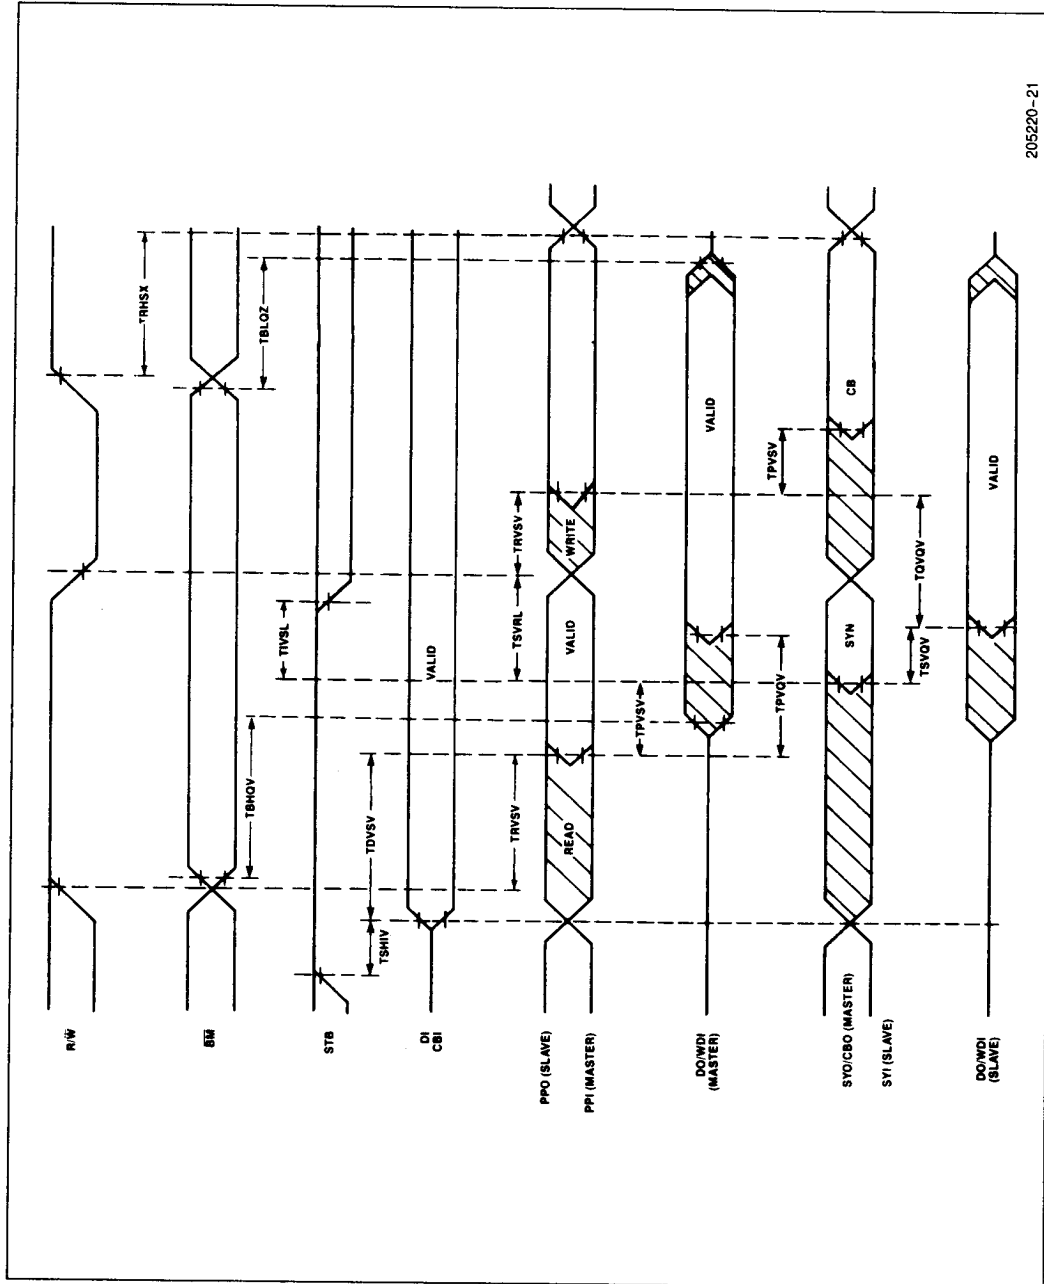 R/W̅
TRHSX
B̅M̅
TBHQV
TBLQZ
STB
TSHIV
TDVSV
TIVSL
DI
CBI
VALID
TRVSV
TSVRL
TRVSV
PPO (SLAVE)
PPI (MASTER)
READ
VALID
WRITE
TPVSV
DO/WDI
(MASTER)
VALID
TPVQV
TPVSV
SYO/CBO (MASTER)
SYI (SLAVE)
SYN
CB
TSVQV
TQVQV
DO/WDI
(SLAVE)
VALID
205220-21